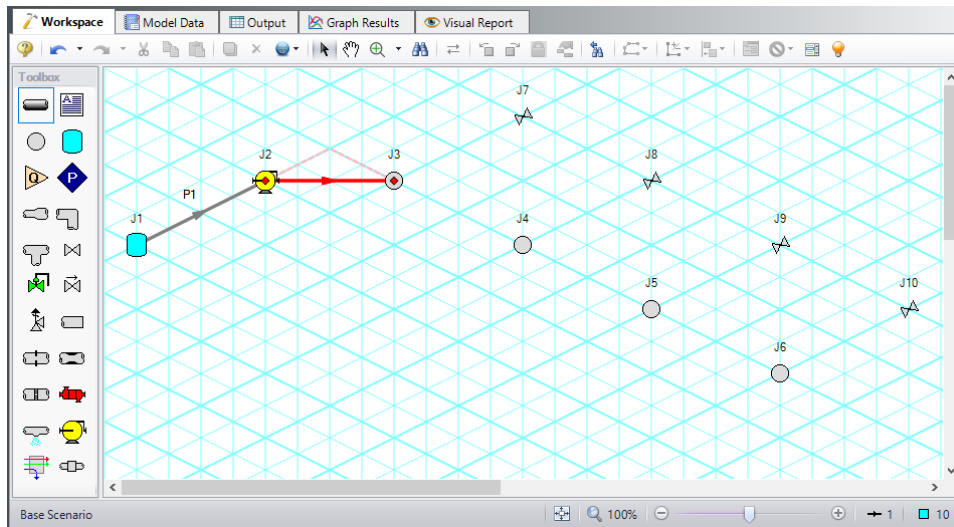 Workspace Model Data Output Graph Results Visual Report
Toolbox
A
Q P
J7
J2 J3 J8
P1
J1 J4 J9
J5 J10
J6
Base Scenario 100% 1 10